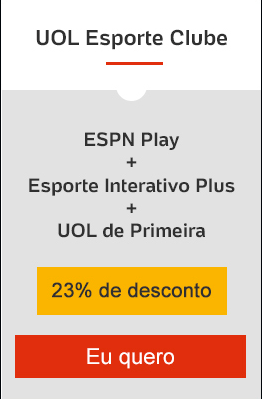 UOL Esporte Clube
ESPN Play
+
Esporte Interativo Plus
+
UOL de Primeira
23% de desconto
Eu quero